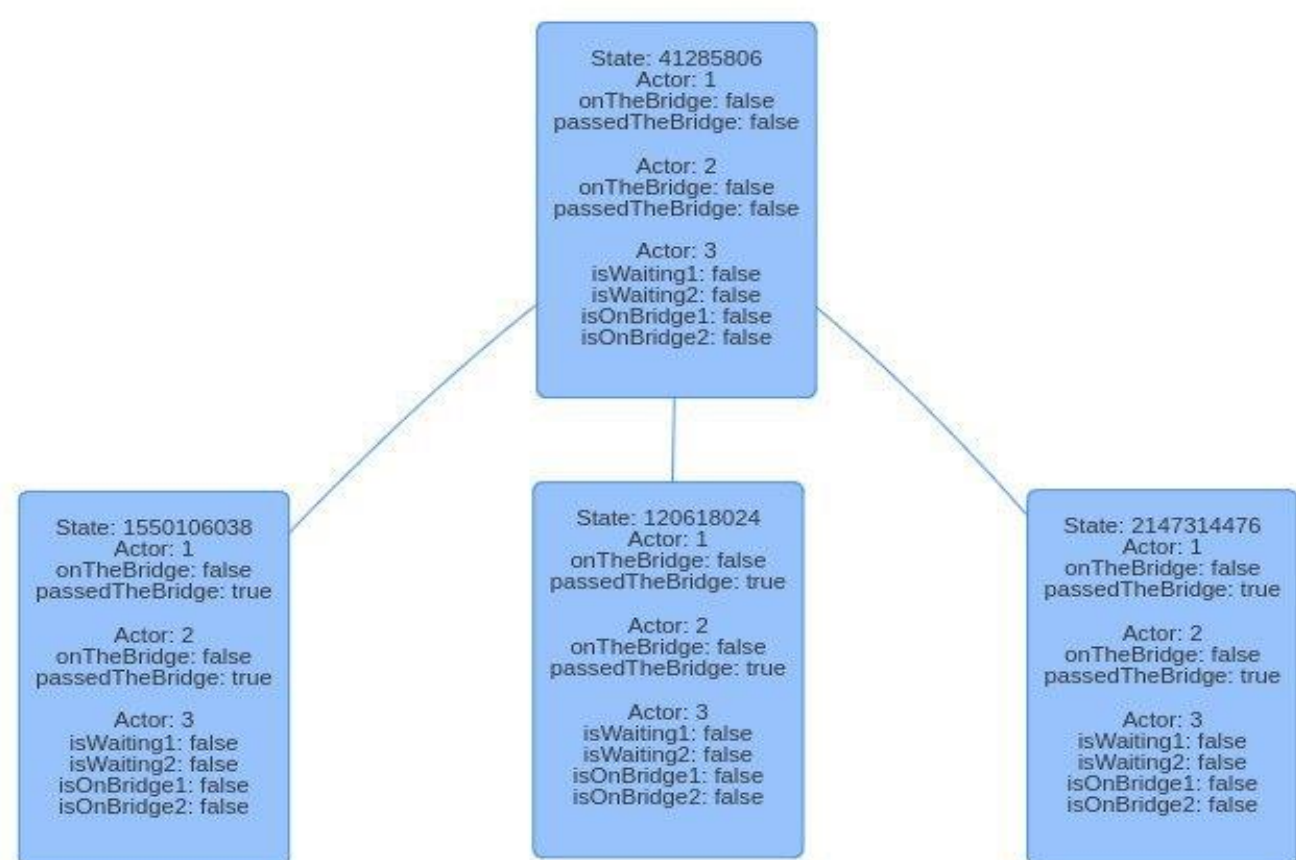 State: 41285806
Actor: 1
onTheBridge: false
passedTheBridge: false
Actor: 2
onTheBridge: false
passedTheBridge: false
Actor: 3
isWaiting1: false
isWaiting2: false
isOnBridge1: false
isOnBridge2: false
State: 1550106038
Actor: 1
onTheBridge: false
passedTheBridge: true
Actor: 2
onTheBridge: false
passedTheBridge: true
Actor: 3
isWaiting1: false
isWaiting2: false
isOnBridge1: false
isOnBridge2: false
State: 120618024
Actor: 1
onTheBridge: false
passedTheBridge: true
Actor: 2
onTheBridge: false
passedTheBridge: true
Actor: 3
isWaiting1: false
isWaiting2: false
isOnBridge1: false
isOnBridge2: false
State: 2147314476
Actor: 1
onTheBridge: false
passedTheBridge: true
Actor: 2
onTheBridge: false
passedTheBridge: true
Actor: 3
isWaiting1: false
isWaiting2: false
isOnBridge1: false
isOnBridge2: false